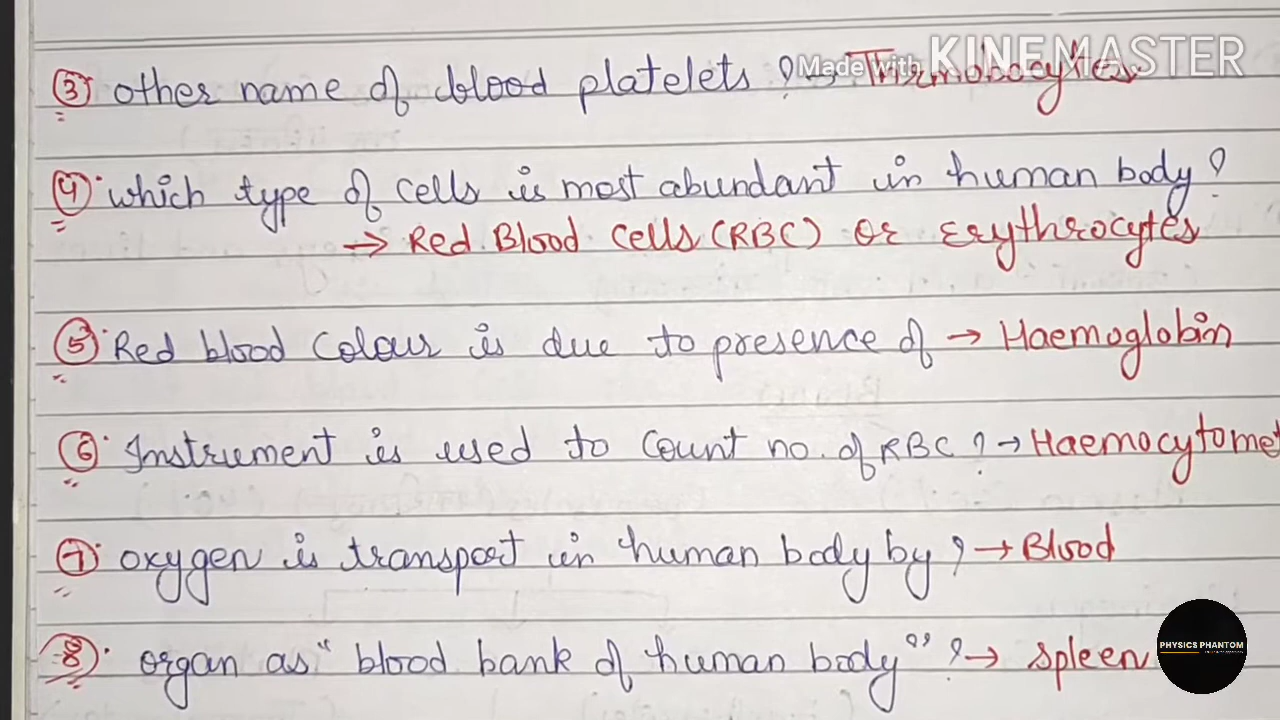 Made with KINEMASTER
③ other name of blood platelets ? →
④ which type of cells is most abundant in human body ?
→ Red Blood Cells (RBC) or Erythrocytes
⑤ Red blood colour is due to presence of → Haemoglobin
⑥ Instrument is used to count no. of RBC ? → Haemocytomet
⑦ oxygen is transport in human body by ? → Blood
⑧ organ as "blood bank of human body" ? → spleen
PHYSICS PHANTOM